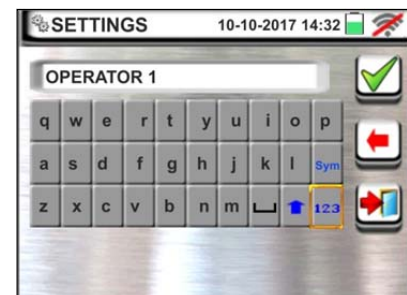 SETTINGS 10-10-2017 14:32
OPERATOR 1
q w e r t y u i o p
a s d f g h j k l Sym
z x c v b n m 123